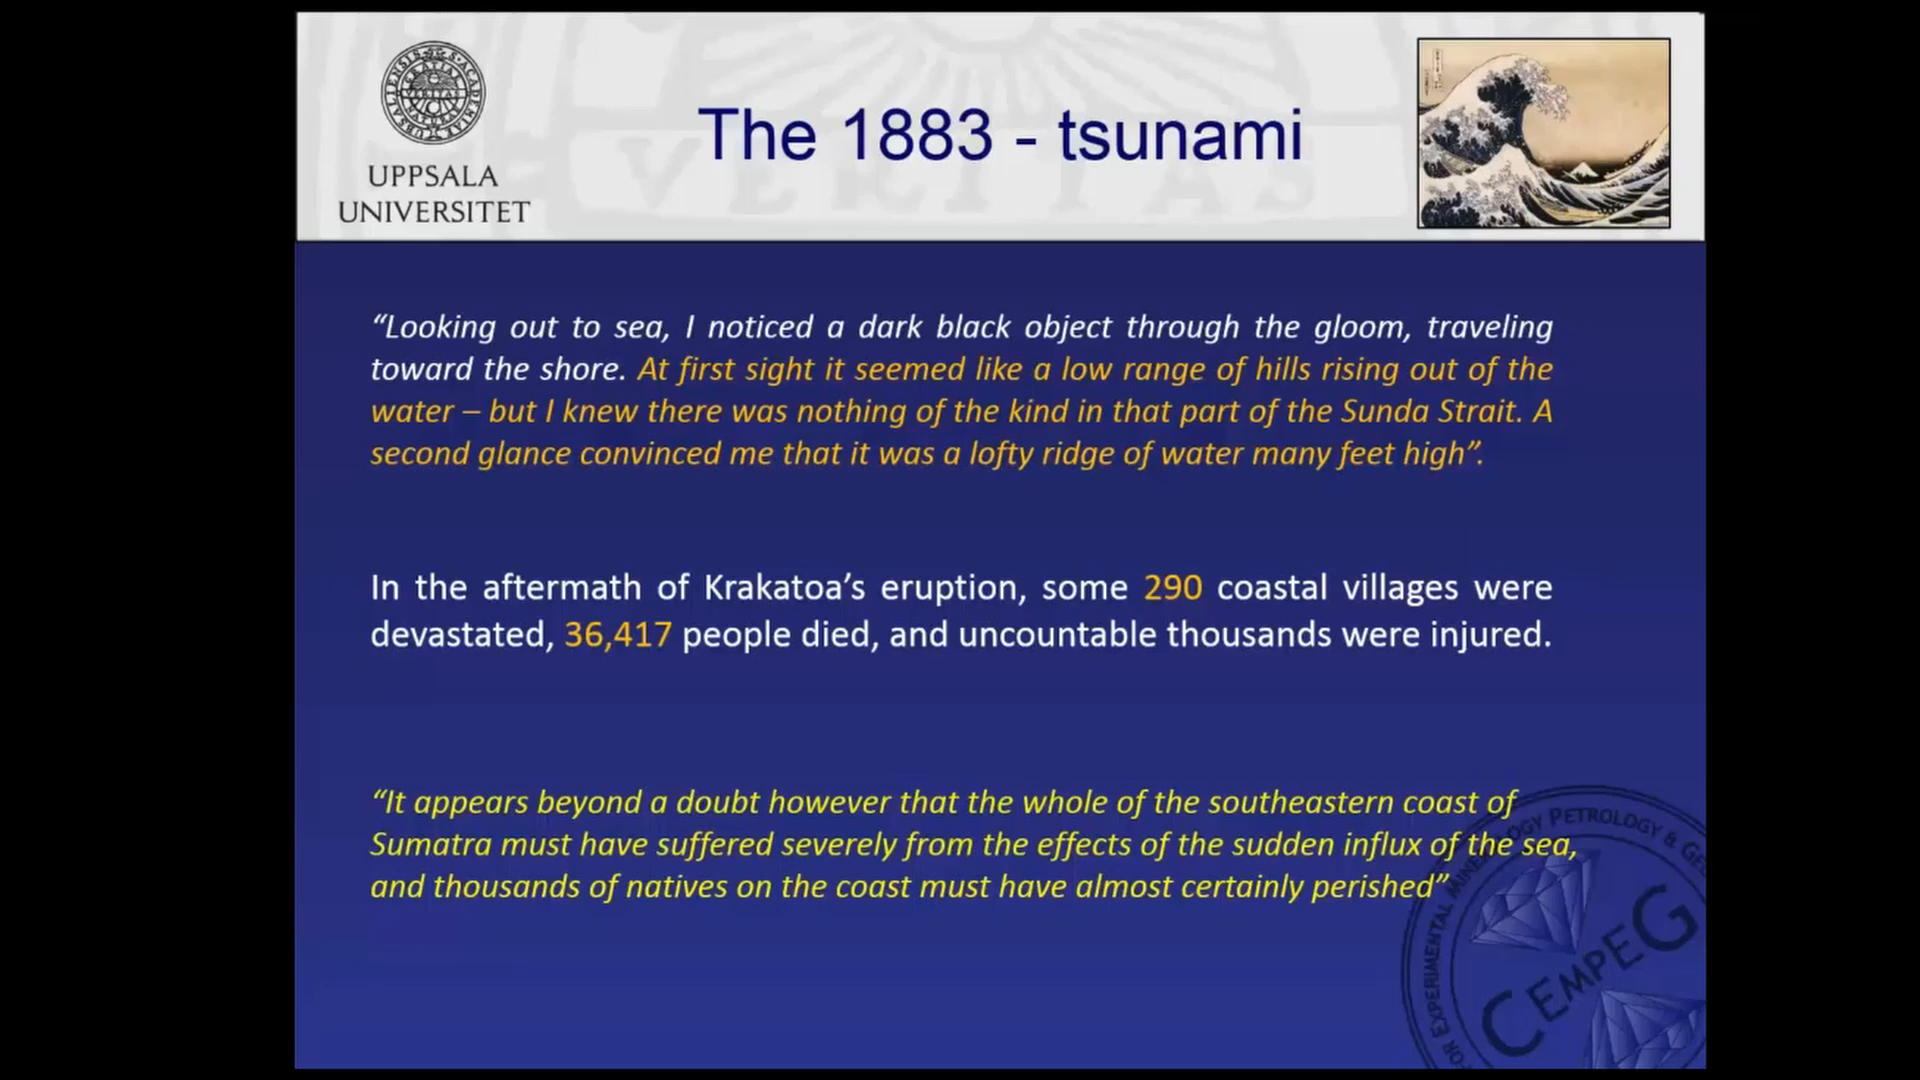 UPPSALA
UNIVERSITET
The 1883 - tsunami
VERITAS
“Looking out to sea, I noticed a dark black object through the gloom, traveling
toward the shore. At first sight it seemed like a low range of hills rising out of the
water – but I knew there was nothing of the kind in that part of the Sunda Strait. A
second glance convinced me that it was a lofty ridge of water many feet high”.
In the aftermath of Krakatoa’s eruption, some 290 coastal villages were
devastated, 36,417 people died, and uncountable thousands were injured.
“It appears beyond a doubt however that the whole of the southeastern coast of
Sumatra must have suffered severely from the effects of the sudden influx of the sea,
and thousands of natives on the coast must have almost certainly perished”
FOR EXPERIMENTAL PETROLOGY &
CEMPEG